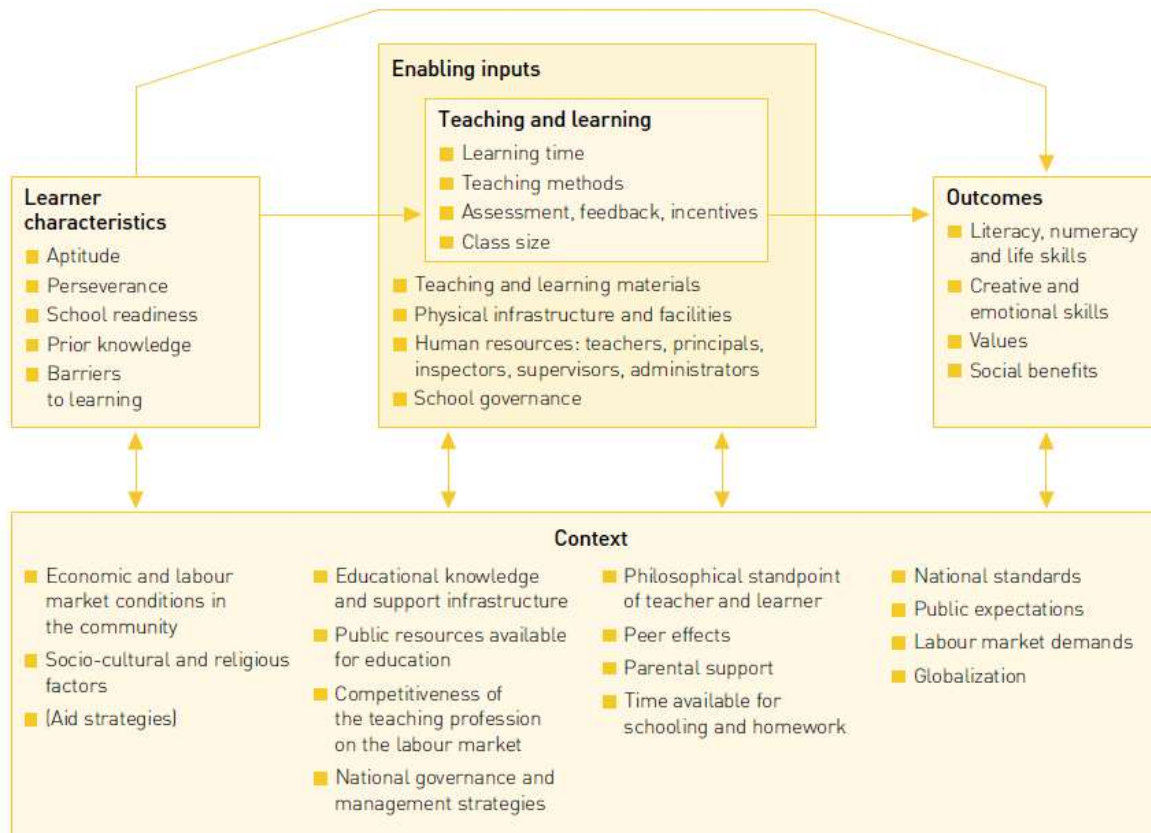 Enabling inputs
Teaching and learning
Learning time
Teaching methods
Assessment, feedback, incentives
Class size
Teaching and learning materials
Physical infrastructure and facilities
Human resources: teachers, principals,
inspectors, supervisors, administrators
School governance
Learner
characteristics
Aptitude
Perseverance
School readiness
Prior knowledge
Barriers
to learning
Outcomes
Literacy, numeracy
and life skills
Creative and
emotional skills
Values
Social benefits
Context
Economic and labour
market conditions in
the community
Socio-cultural and religious
factors
(Aid strategies)
Educational knowledge
and support infrastructure
Public resources available
for education
Competitiveness of
the teaching profession
on the labour market
National governance and
management strategies
Philosophical standpoint
of teacher and learner
Peer effects
Parental support
Time available for
schooling and homework
National standards
Public expectations
Labour market demands
Globalization